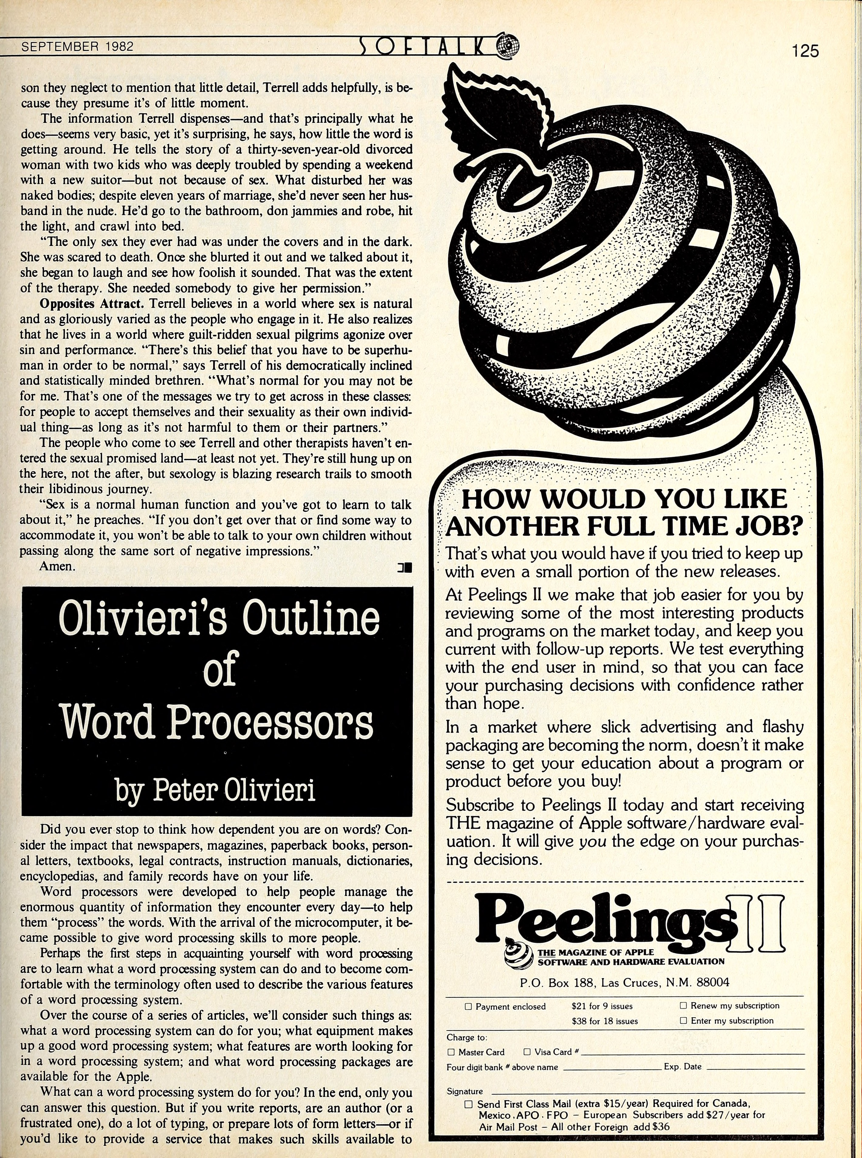 SEPTEMBER 1982
SOFTALK
125
son they neglect to mention that little detail, Terrell adds helpfully, is be-
cause they presume it's of little moment.
The information Terrell dispenses—and that's principally what he
does—seems very basic, yet it's surprising, he says, how little the word is
getting around. He tells the story of a thirty-seven-year-old divorced
woman with two kids who was deeply troubled by spending a weekend
with a new suitor—but not because of sex. What disturbed her was
naked bodies; despite eleven years of marriage, she'd never seen her hus-
band in the nude. He'd go to the bathroom, don jammies and robe, hit
the light, and crawl into bed.
"The only sex they ever had was under the covers and in the dark.
She was scared to death. Once she blurted it out and we talked about it,
she began to laugh and see how foolish it sounded. That was the extent
of the therapy. She needed somebody to give her permission."
Opposites Attract. Terrell believes in a world where sex is natural
and as gloriously varied as the people who engage in it. He also realizes
that he lives in a world where guilt-ridden sexual pilgrims agonize over
sin and performance. "There's this belief that you have to be superhu-
man in order to be normal," says Terrell of his democratically inclined
and statistically minded brethren. "What's normal for you may not be
for me. That's one of the messages we try to get across in these classes:
for people to accept themselves and their sexuality as their own individ-
ual thing—as long as it's not harmful to them or their partners."
The people who come to see Terrell and other therapists haven't en-
tered the sexual promised land—at least not yet. They're still hung up on
the here, not the after, but sexology is blazing research trails to smooth
their libidinous journey.
"Sex is a normal human function and you've got to learn to talk
about it," he preaches. "If you don't get over that or find some way to
accommodate it, you won't be able to talk to your own children without
passing along the same sort of negative impressions."
Amen.
Olivieri's Outline
of
Word Processors
by Peter Olivieri
Did you ever stop to think how dependent you are on words? Con-
sider the impact that newspapers, magazines, paperback books, person-
al letters, textbooks, legal contracts, instruction manuals, dictionaries,
encyclopedias, and family records have on your life.
Word processors were developed to help people manage the
enormous quantity of information they encounter every day—to help
them "process" the words. With the arrival of the microcomputer, it be-
came possible to give word processing skills to more people.
Perhaps the first steps in acquainting yourself with word processing
are to learn what a word processing system can do and to become com-
fortable with the terminology often used to describe the various features
of a word processing system.
Over the course of a series of articles, we'll consider such things as:
what a word processing system can do for you; what equipment makes
up a good word processing system; what features are worth looking for
in a word processing system; and what word processing packages are
available for the Apple.
What can a word processing system do for you? In the end, only you
can answer this question. But if you write reports, are an author (or a
frustrated one), do a lot of typing, or prepare lots of form letters—or if
you'd like to provide a service that makes such skills available to
HOW WOULD YOU LIKE
ANOTHER FULL TIME JOB?
That's what you would have if you tried to keep up
with even a small portion of the new releases.
At Peelings II we make that job easier for you by
reviewing some of the most interesting products
and programs on the market today, and keep you
current with follow-up reports. We test everything
with the end user in mind, so that you can face
your purchasing decisions with confidence rather
than hope.
In a market where slick advertising and flashy
packaging are becoming the norm, doesn't it make
sense to get your education about a program or
product before you buy!
Subscribe to Peelings II today and start receiving
THE magazine of Apple software/hardware eval-
uation. It will give you the edge on your purchas-
ing decisions.
Peelings II
THE MAGAZINE OF APPLE
SOFTWARE AND HARDWARE EVALUATION
P.O. Box 188, Las Cruces, N.M. 88004
☐ Payment enclosed $21 for 9 issues ☐ Renew my subscription
$38 for 18 issues ☐ Enter my subscription
Charge to:
☐ Master Card ☐ Visa Card #
Four digit bank # above name Exp. Date
Signature
☐ Send First Class Mail (extra $15/year) Required for Canada,
Mexico, APO - FPO – European Subscribers add $27/year for
Air Mail Post – All other Foreign add $36